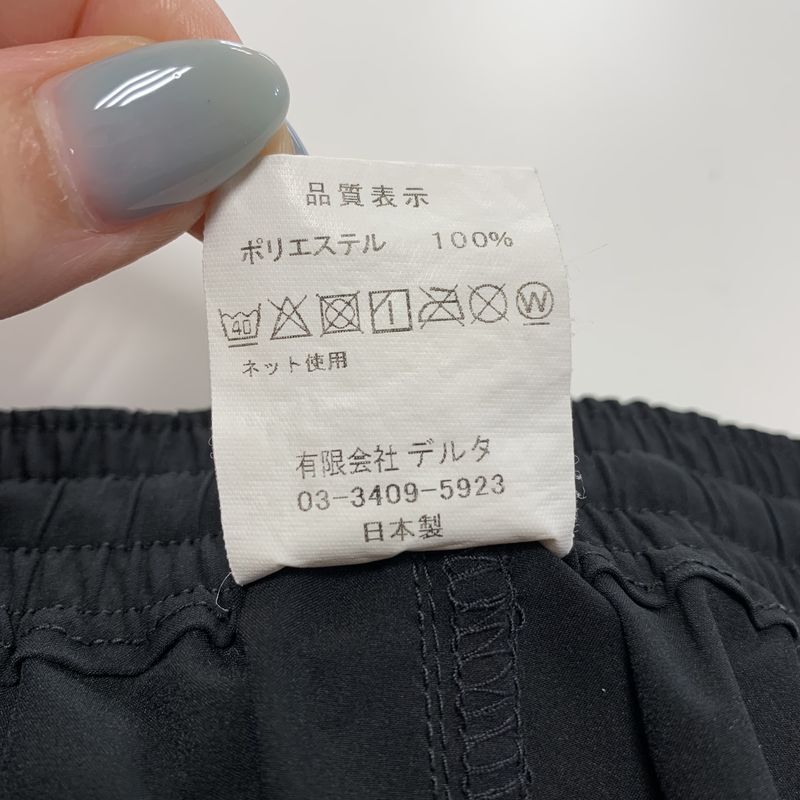 品質表示
ポリエステル 100%
40 W
ネット使用
有限会社 デルタ
03-3409-5923
日本製